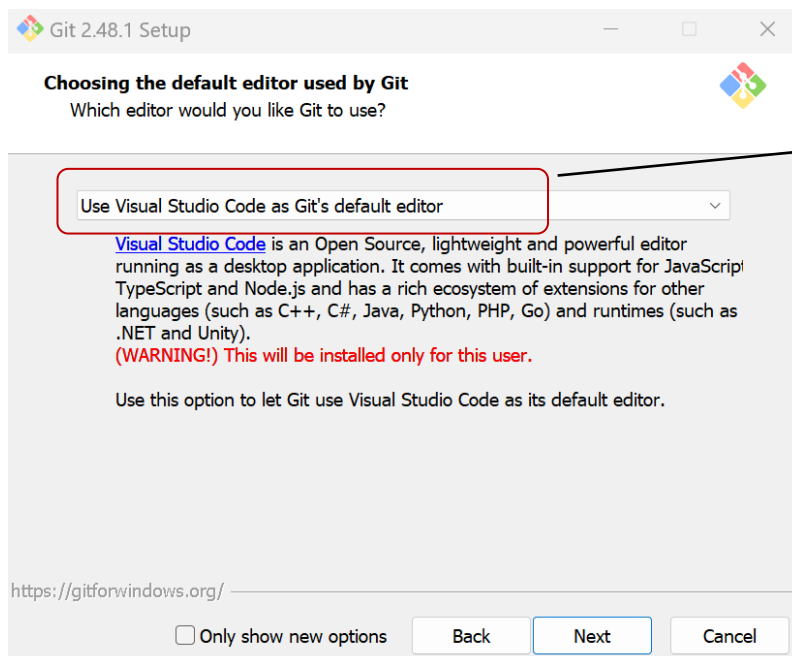 Git 2.48.1 Setup
Choosing the default editor used by Git
Which editor would you like Git to use?
Use Visual Studio Code as Git's default editor
Visual Studio Code is an Open Source, lightweight and powerful editor
running as a desktop application. It comes with built-in support for JavaScript
TypeScript and Node.js and has a rich ecosystem of extensions for other
languages (such as C++, C#, Java, Python, PHP, Go) and runtimes (such as
.NET and Unity).
(WARNING!) This will be installed only for this user.
Use this option to let Git use Visual Studio Code as its default editor.
https://gitforwindows.org/
Only show new options Back Next Cancel